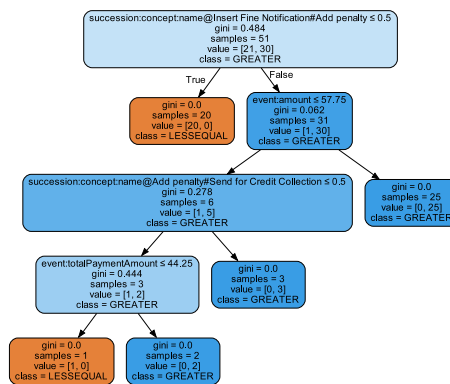 succession:concept:name@Insert Fine Notification#Add penalty ≤ 0.5
gini = 0.484
samples = 51
value = [21, 30]
class = GREATER
True
False
gini = 0.0
samples = 20
value = [20, 0]
class = LESSEQUAL
event:amount ≤ 57.75
gini = 0.062
samples = 31
value = [1, 30]
class = GREATER
succession:concept:name@Add penalty#Send for Credit Collection ≤ 0.5
gini = 0.278
samples = 6
value = [1, 5]
class = GREATER
gini = 0.0
samples = 25
value = [0, 25]
class = GREATER
event:totalPaymentAmount ≤ 44.25
gini = 0.444
samples = 3
value = [1, 2]
class = GREATER
gini = 0.0
samples = 3
value = [0, 3]
class = GREATER
gini = 0.0
samples = 1
value = [1, 0]
class = LESSEQUAL
gini = 0.0
samples = 2
value = [0, 2]
class = GREATER